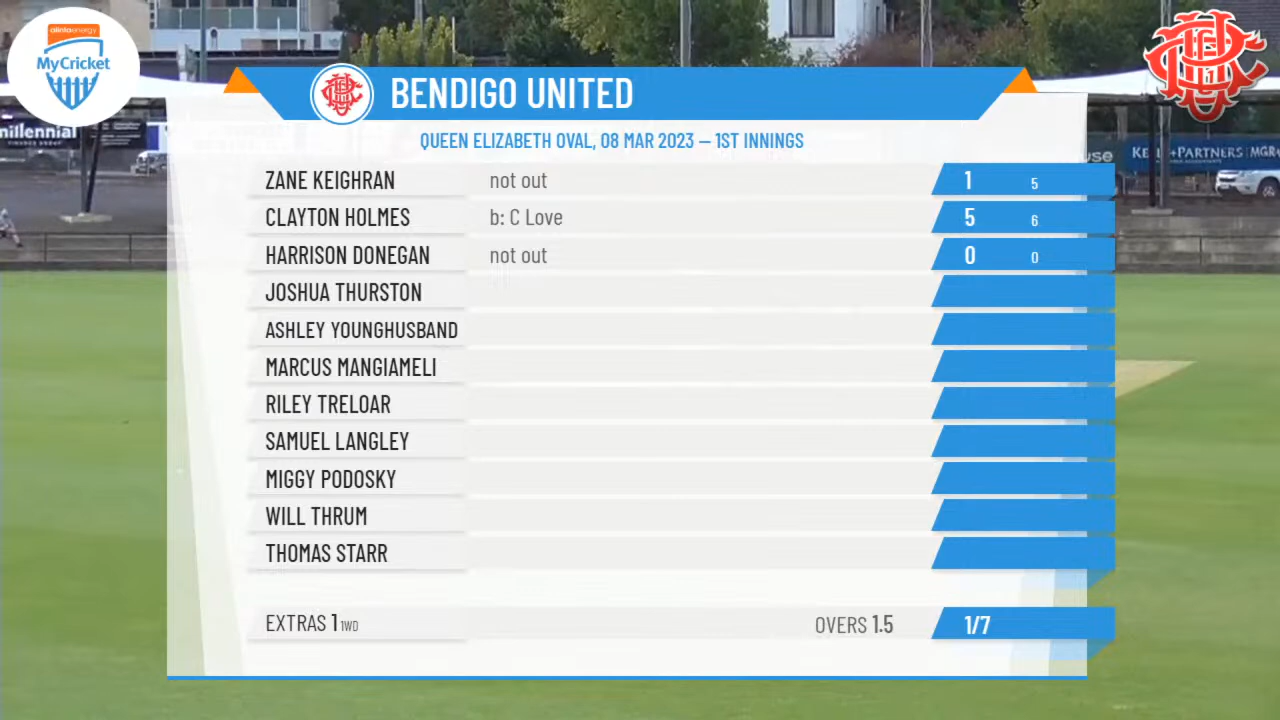 alintaenergy
MyCricket
BENDIGO UNITED
QUEEN ELIZABETH OVAL, 08 MAR 2023 – 1ST INNINGS
millennial
ZANE KEIGHRAN not out 1 5
CLAYTON HOLMES b: C Love 5 6
HARRISON DONEGAN not out 0 0
JOSHUA THURSTON
ASHLEY YOUNGHUSBAND
MARCUS MANGIAMELI
RILEY TRELOAR
SAMUEL LANGLEY
MIGGY PODOSKY
WILL THRUM
THOMAS STARR
EXTRAS 1 1WD OVERS 1.5 1/7